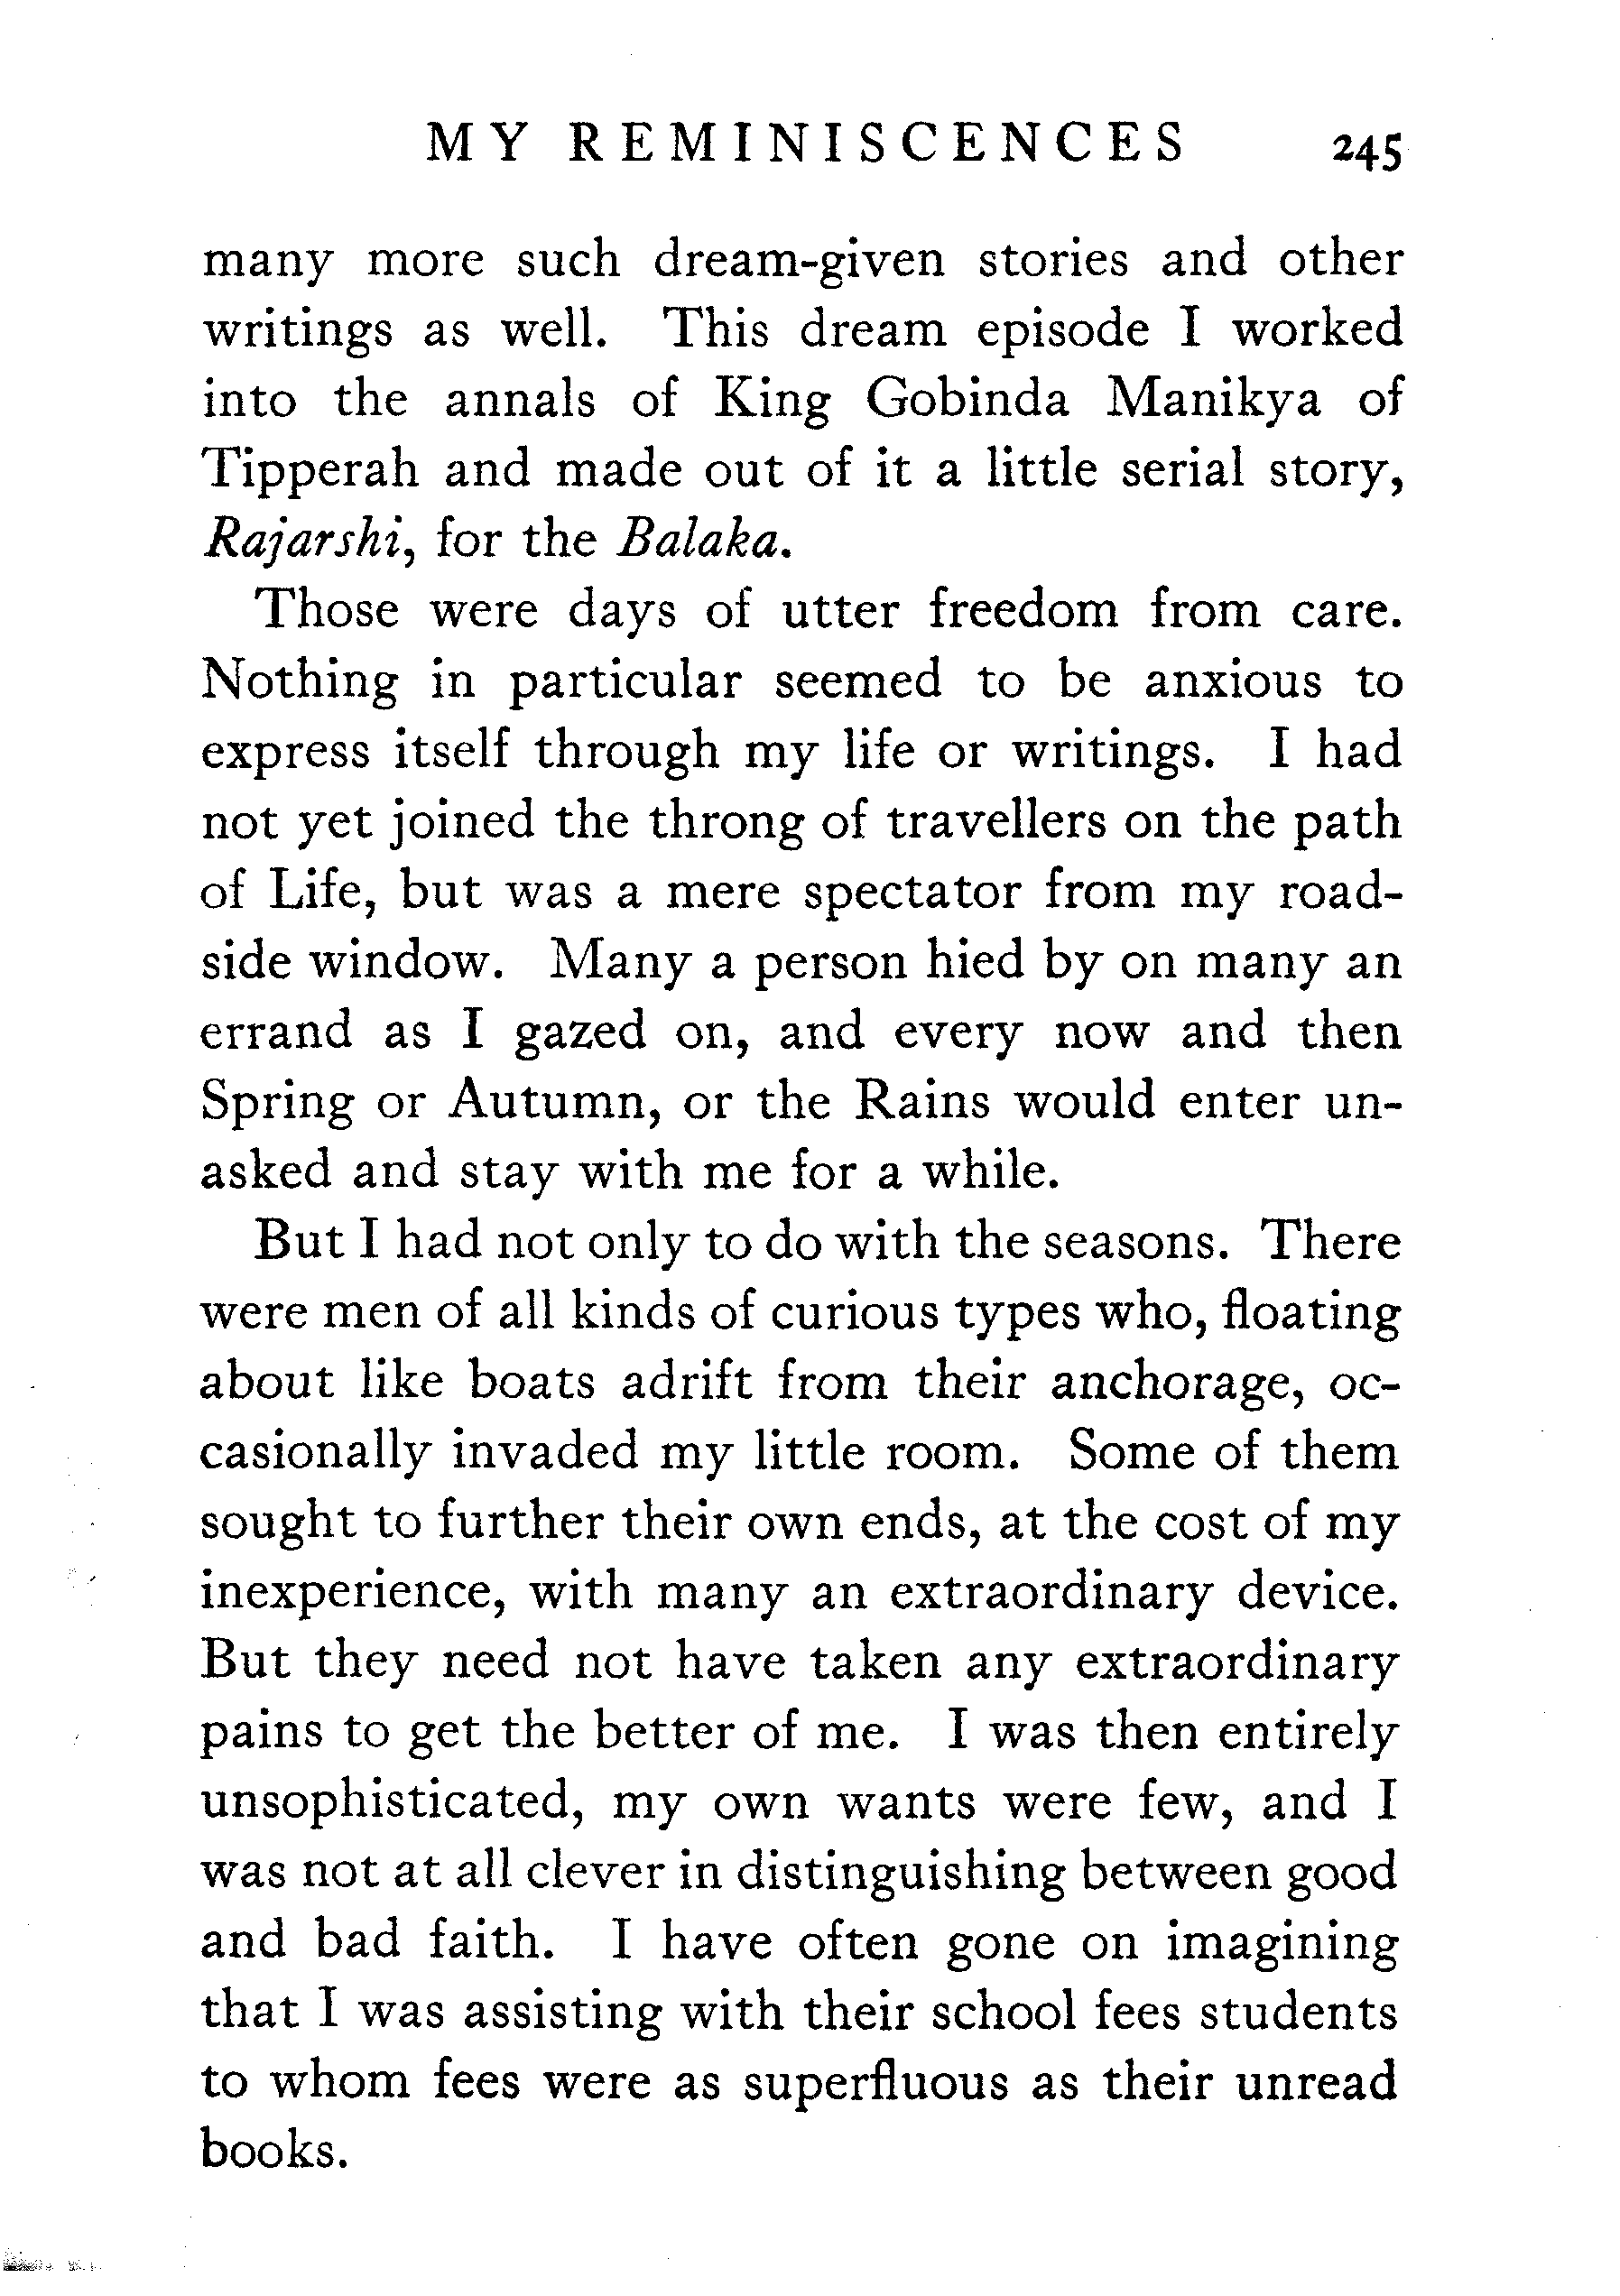 MY REMINISCENCES 245
many more such dream-given stories and other
writings as well. This dream episode I worked
into the annals of King Gobinda Manikya of
Tipperah and made out of it a little serial story,
Rajarshi, for the Balaka.
Those were days of utter freedom from care.
Nothing in particular seemed to be anxious to
express itself through my life or writings. I had
not yet joined the throng of travellers on the path
of Life, but was a mere spectator from my road-
side window. Many a person hied by on many an
errand as I gazed on, and every now and then
Spring or Autumn, or the Rains would enter un-
asked and stay with me for a while.
But I had not only to do with the seasons. There
were men of all kinds of curious types who, floating
about like boats adrift from their anchorage, oc-
casionally invaded my little room. Some of them
sought to further their own ends, at the cost of my
inexperience, with many an extraordinary device.
But they need not have taken any extraordinary
pains to get the better of me. I was then entirely
unsophisticated, my own wants were few, and I
was not at all clever in distinguishing between good
and bad faith. I have often gone on imagining
that I was assisting with their school fees students
to whom fees were as superfluous as their unread
books.